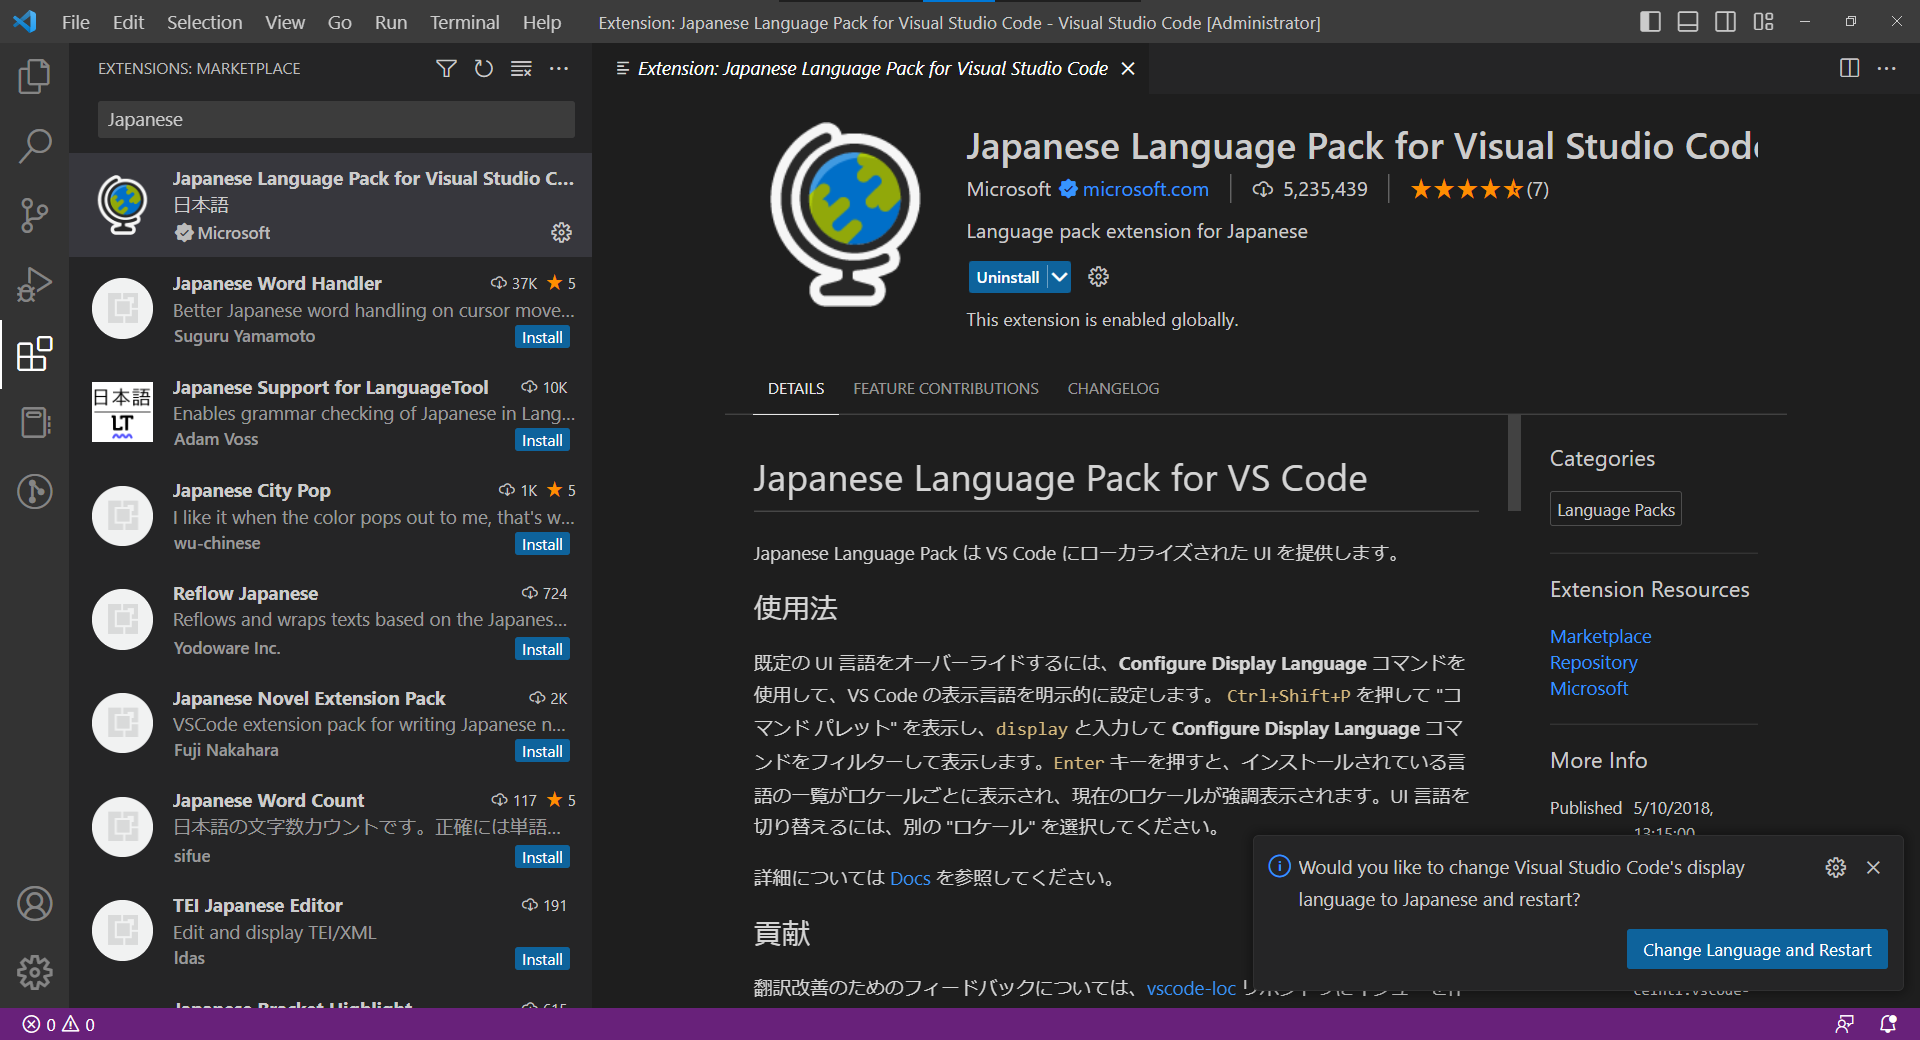 File Edit Selection View Go Run Terminal Help Extension: Japanese Language Pack for Visual Studio Code - Visual Studio Code [Administrator]
EXTENSIONS: MARKETPLACE
Japanese
Japanese Language Pack for Visual Studio C...
日本語
Microsoft
Japanese Word Handler 37K 5
Better Japanese word handling on cursor move...
Suguru Yamamoto Install
日本語
LT
Japanese Support for LanguageTool 10K
Enables grammar checking of Japanese in Lang...
Adam Voss Install
Japanese City Pop 1K 5
I like it when the color pops out to me, that's w...
wu-chinese Install
Reflow Japanese 724
Reflows and wraps texts based on the Japanes...
Yodoware Inc. Install
Japanese Novel Extension Pack 2K
VSCode extension pack for writing Japanese n...
Fuji Nakahara Install
Japanese Word Count 117 5
日本語の文字数カウントです。正確には単語...
sifue Install
TEI Japanese Editor 191
Edit and display TEI/XML
ldas Install
Japanese Bracket Highlight 615
Extension: Japanese Language Pack for Visual Studio Code
Japanese Language Pack for Visual Studio Code
Microsoft microsoft.com 5,235,439 (7)
Language pack extension for Japanese
Uninstall
This extension is enabled globally.
DETAILS FEATURE CONTRIBUTIONS CHANGELOG
Japanese Language Pack for VS Code
Japanese Language Pack は VS Code にローカライズされた UI を提供します。
使用法
既定の UI 言語をオーバーライドするには、Configure Display Language コマンドを
使用して、VS Code の表示言語を明示的に設定します。 Ctrl+Shift+P を押して "コ
マンド パレット" を表示し、display と入力して Configure Display Language コマ
ンドをフィルターして表示します。Enter キーを押すと、インストールされている言
語の一覧がロケールごとに表示され、現在のロケールが強調表示されます。UI 言語を
切り替えるには、別の "ロケール" を選択してください。
詳細については Docs を参照してください。
貢献
翻訳改善のためのフィードバックについては、vscode-loc
Categories
Language Packs
Extension Resources
Marketplace
Repository
Microsoft
More Info
Published 5/10/2018,
13:15:00
Would you like to change Visual Studio Code's display
language to Japanese and restart?
Change Language and Restart
0 0